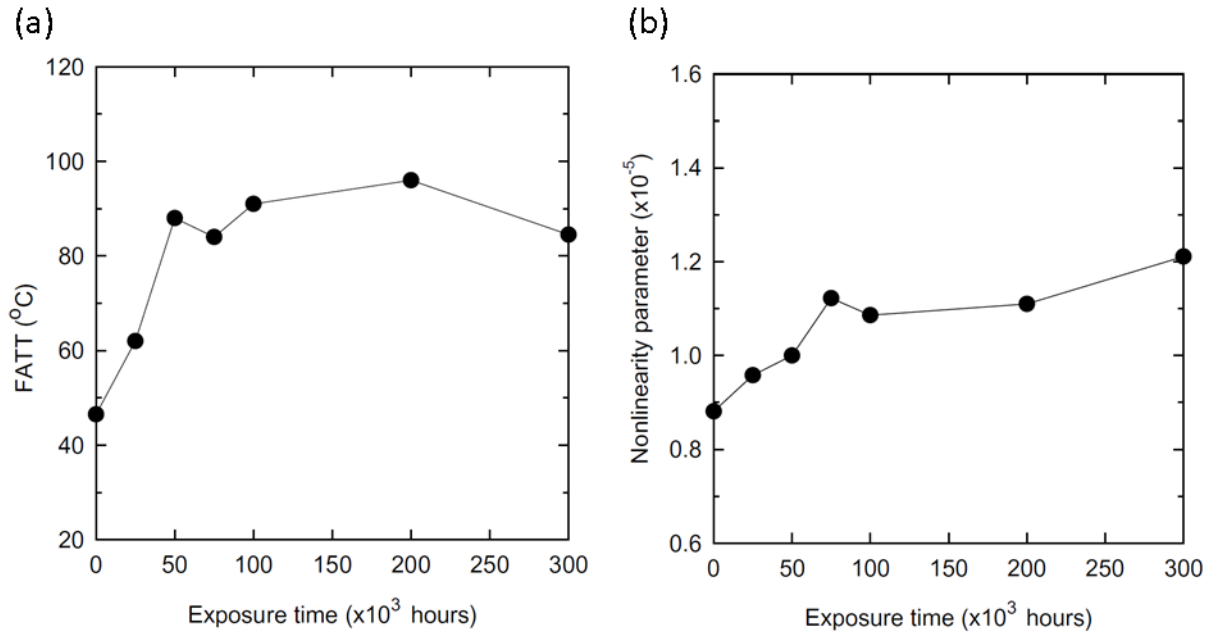 (a)
120
100
80
60
40
20
FATT (°C)
0 50 100 150 200 250 300
Exposure time (x10³ hours)
(b)
1.6
1.4
1.2
1.0
0.8
0.6
Nonlinearity parameter (x10⁻⁵)
0 50 100 150 200 250 300
Exposure time (x10³ hours)